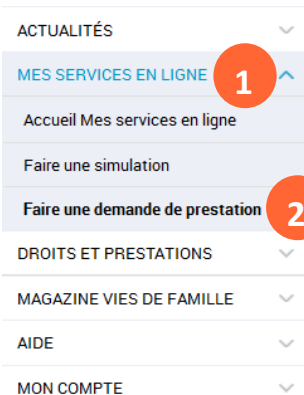 ACTUALITÉS
MES SERVICES EN LIGNE 1
Accueil Mes services en ligne
Faire une simulation
Faire une demande de prestation 2
DROITS ET PRESTATIONS
MAGAZINE VIES DE FAMILLE
AIDE
MON COMPTE